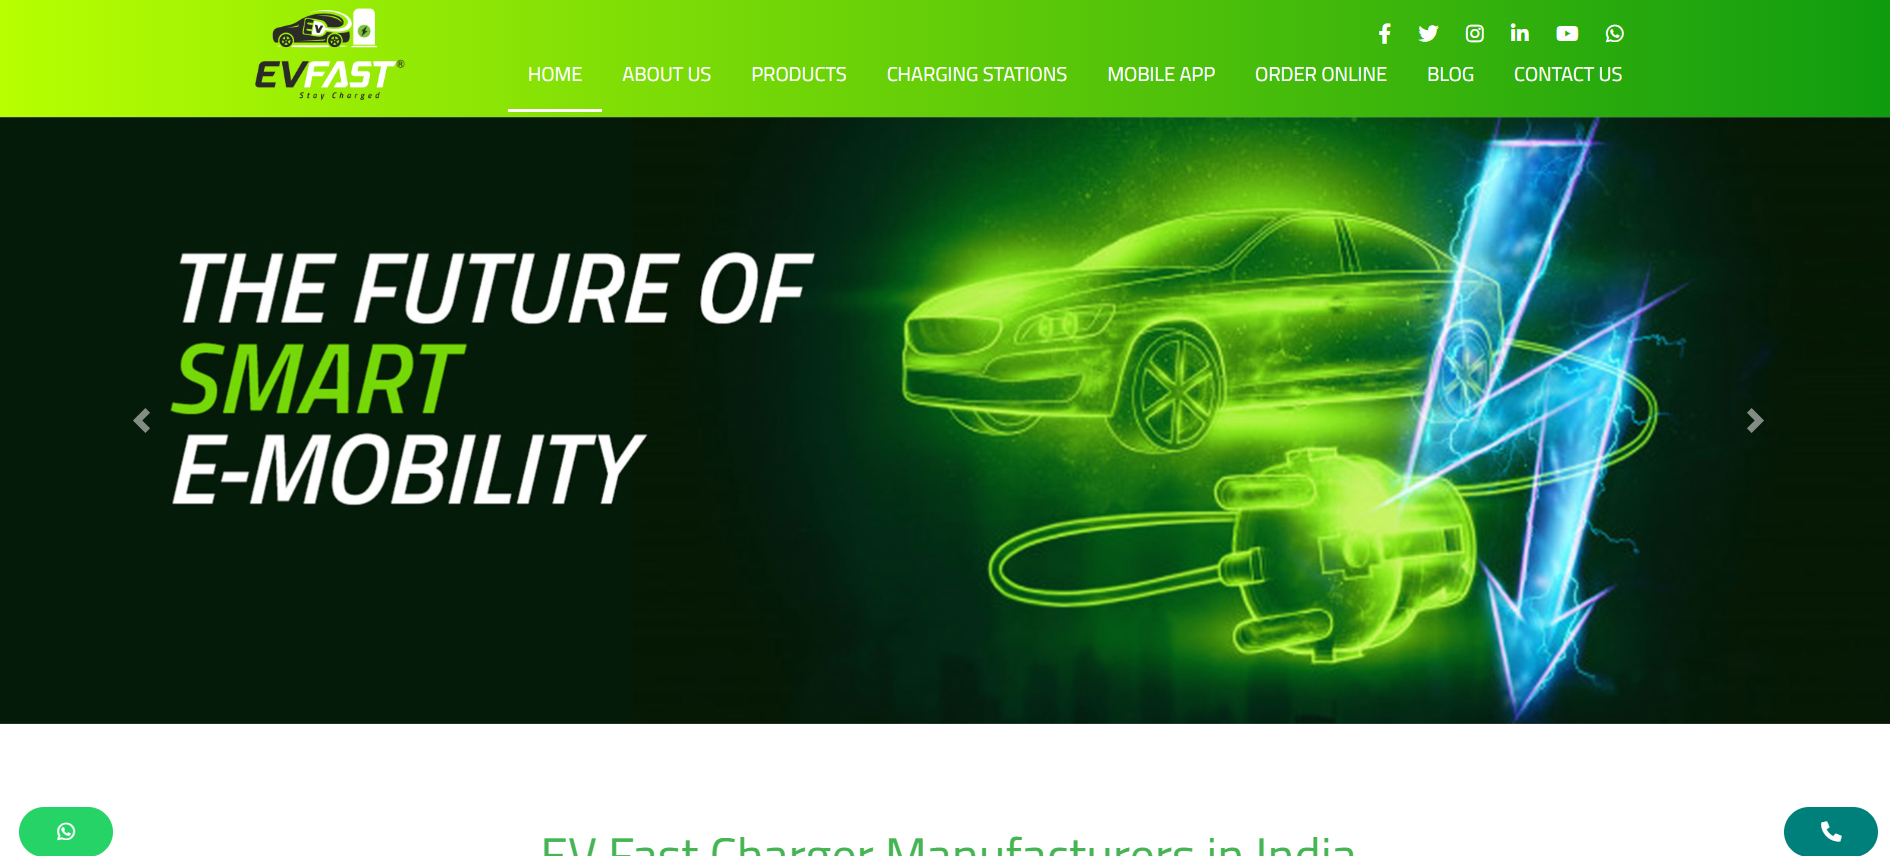 EV
EVFAST®
Stay Charged
HOME ABOUT US PRODUCTS CHARGING STATIONS MOBILE APP ORDER ONLINE BLOG CONTACT US
THE FUTURE OF
SMART
E-MOBILITY
EV Fast Charger Manufacturers in India